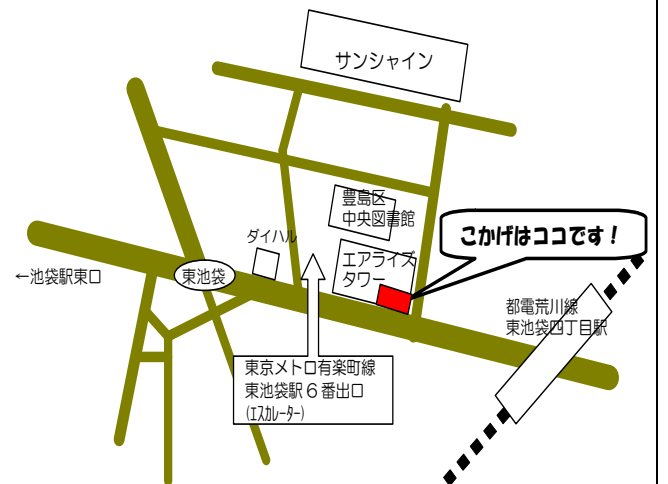 サンシャイン
豊島区
中央図書館
こかげはココです！
ダイハル
エアライズ
タワー
←池袋駅東口
東池袋
都電荒川線
東池袋四丁目駅
東京メトロ有楽町線
東池袋駅６番出口
(ｴｽｶﾚｰﾀｰ)